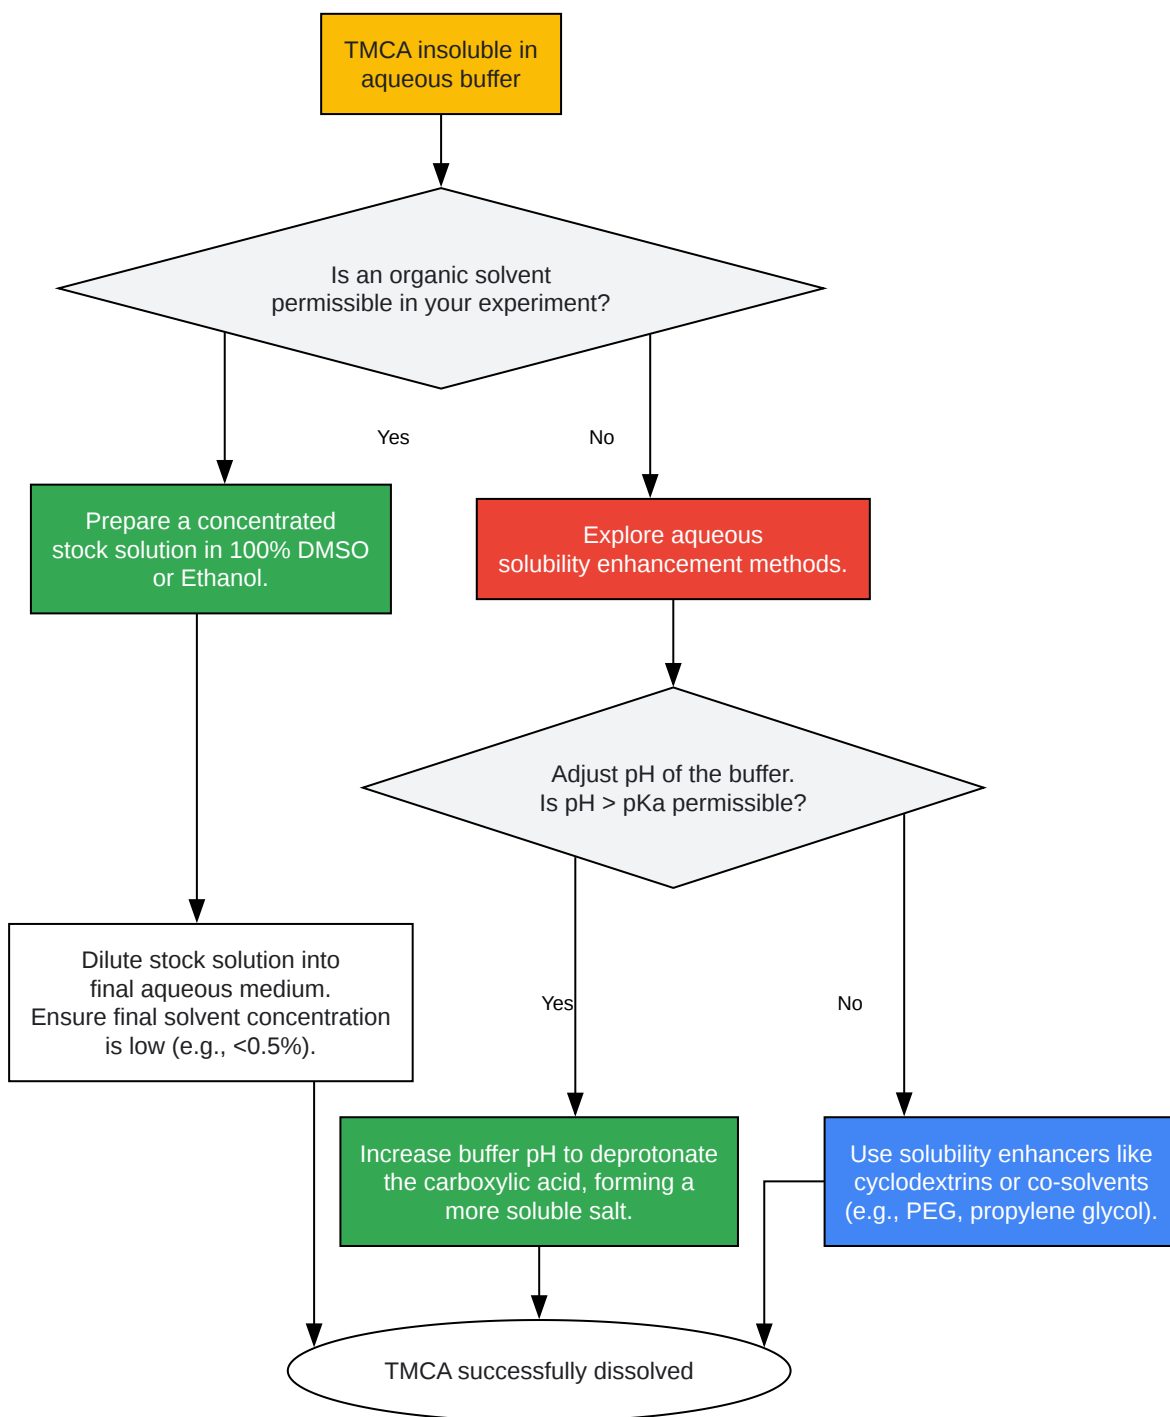 TMCA insoluble in
aqueous buffer
Is an organic solvent
permissible in your experiment?
Yes
No
Prepare a concentrated
stock solution in 100% DMSO
or Ethanol.
Explore aqueous
solubility enhancement methods.
Adjust pH of the buffer.
Is pH > pKa permissible?
Dilute stock solution into
final aqueous medium.
Ensure final solvent concentration
is low (e.g., <0.5%).
Yes
No
Increase buffer pH to deprotonate
the carboxylic acid, forming a
more soluble salt.
Use solubility enhancers like
cyclodextrins or co-solvents
(e.g., PEG, propylene glycol).
TMCA successfully dissolved